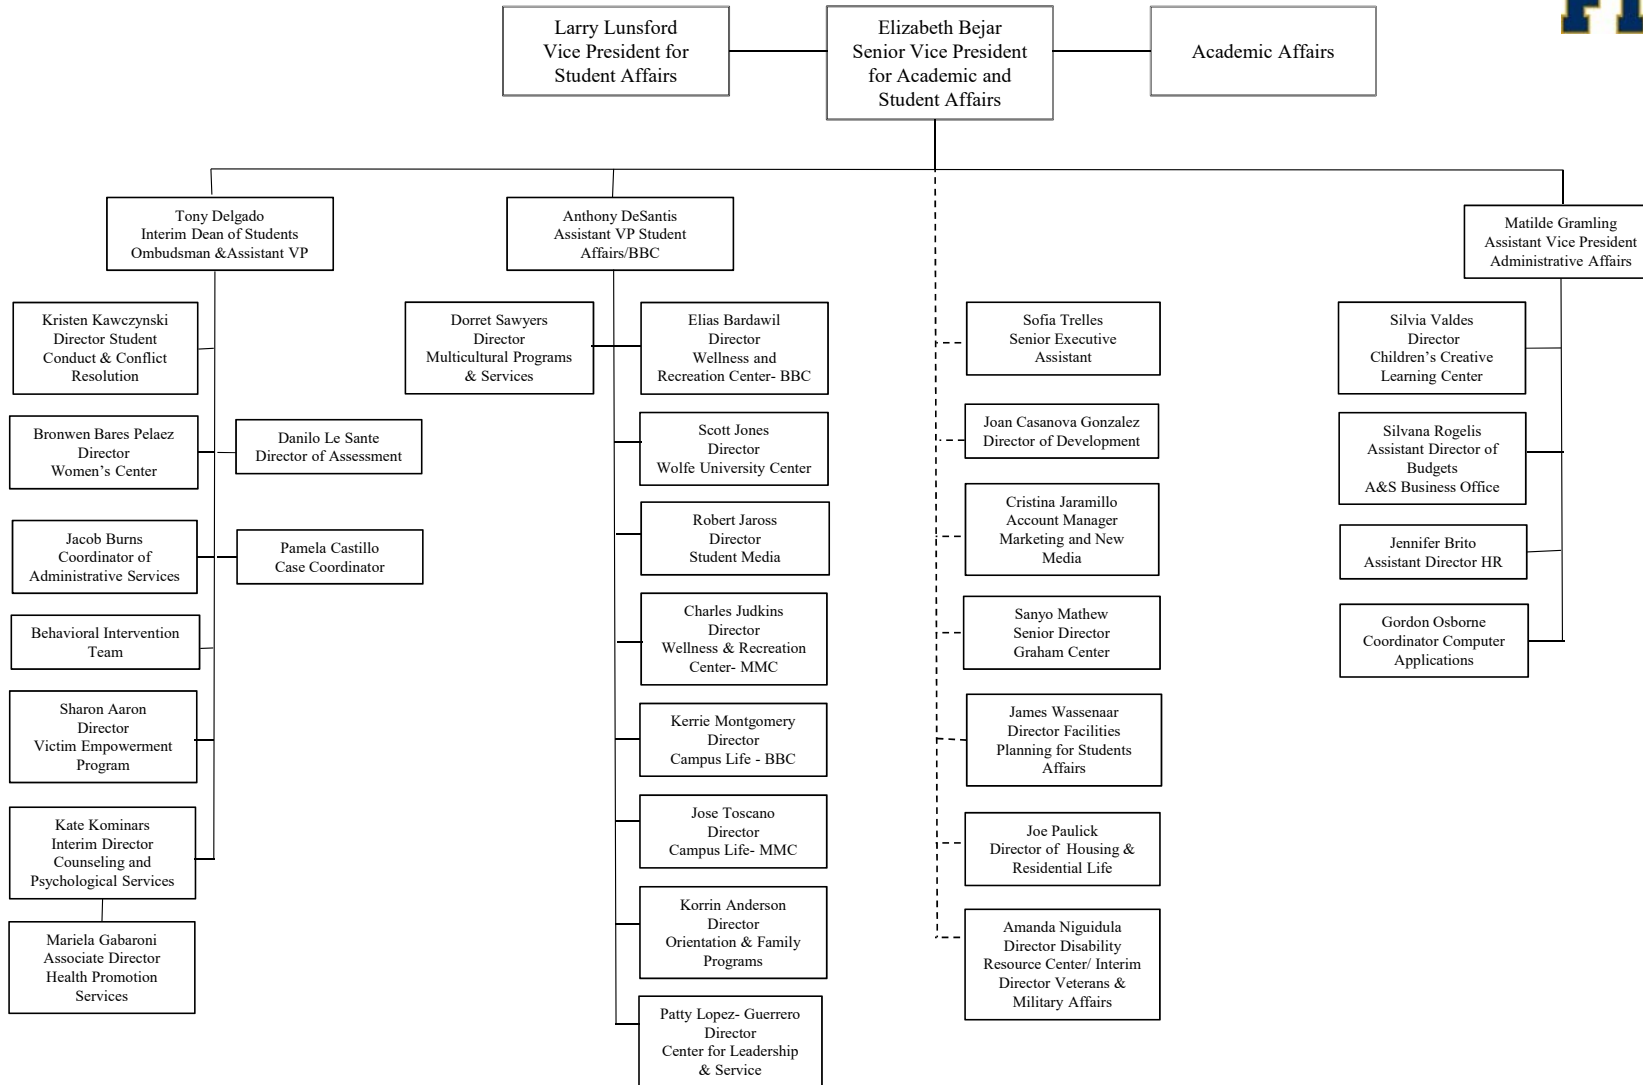 Larry Lunsford
Vice President for
Student Affairs
Elizabeth Bejar
Senior Vice President
for Academic and
Student Affairs
Academic Affairs
Tony Delgado
Interim Dean of Students
Ombudsman &Assistant VP
Anthony DeSantis
Assistant VP Student
Affairs/BBC
Matilde Gramling
Assistant Vice President
Administrative Affairs
Kristen Kawczynski
Director Student
Conduct & Conflict
Resolution
Bronwen Bares Pelaez
Director
Women's Center
Danilo Le Sante
Director of Assessment
Jacob Burns
Coordinator of
Administrative Services
Pamela Castillo
Case Coordinator
Behavioral Intervention
Team
Sharon Aaron
Director
Victim Empowerment
Program
Kate Kominars
Interim Director
Counseling and
Psychological Services
Mariela Gabaroni
Associate Director
Health Promotion
Services
Dorret Sawyers
Director
Multicultural Programs
& Services
Elias Bardawil
Director
Wellness and
Recreation Center- BBC
Scott Jones
Director
Wolfe University Center
Robert Jaross
Director
Student Media
Charles Judkins
Director
Wellness & Recreation
Center- MMC
Kerrie Montgomery
Director
Campus Life - BBC
Jose Toscano
Director
Campus Life- MMC
Korrin Anderson
Director
Orientation & Family
Programs
Patty Lopez- Guerrero
Director
Center for Leadership
& Service
Sofia Trelles
Senior Executive
Assistant
Joan Casanova Gonzalez
Director of Development
Cristina Jaramillo
Account Manager
Marketing and New
Media
Sanyo Mathew
Senior Director
Graham Center
James Wassenaar
Director Facilities
Planning for Students
Affairs
Joe Paulick
Director of Housing &
Residential Life
Amanda Niguidula
Director Disability
Resource Center/ Interim
Director Veterans &
Military Affairs
Silvia Valdes
Director
Children's Creative
Learning Center
Silvana Rogelis
Assistant Director of
Budgets
A&S Business Office
Jennifer Brito
Assistant Director HR
Gordon Osborne
Coordinator Computer
Applications